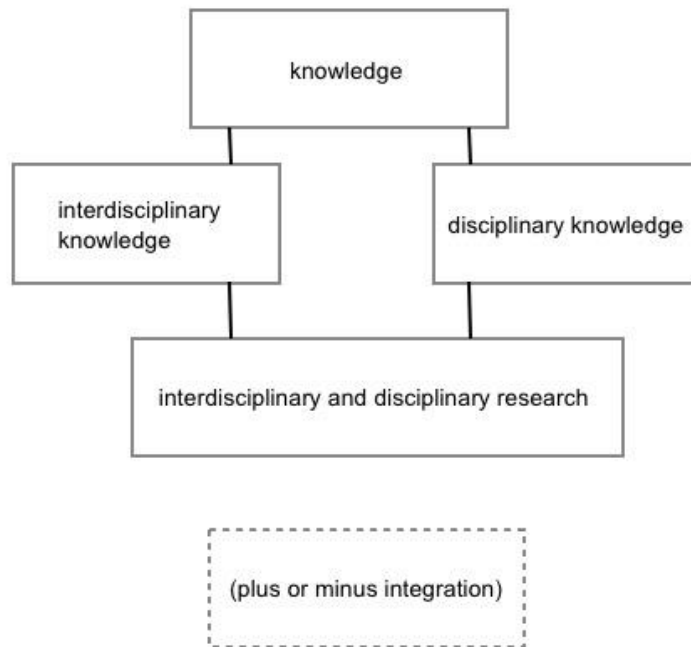 knowledge
interdisciplinary
knowledge
disciplinary knowledge
interdisciplinary and disciplinary research
(plus or minus integration)